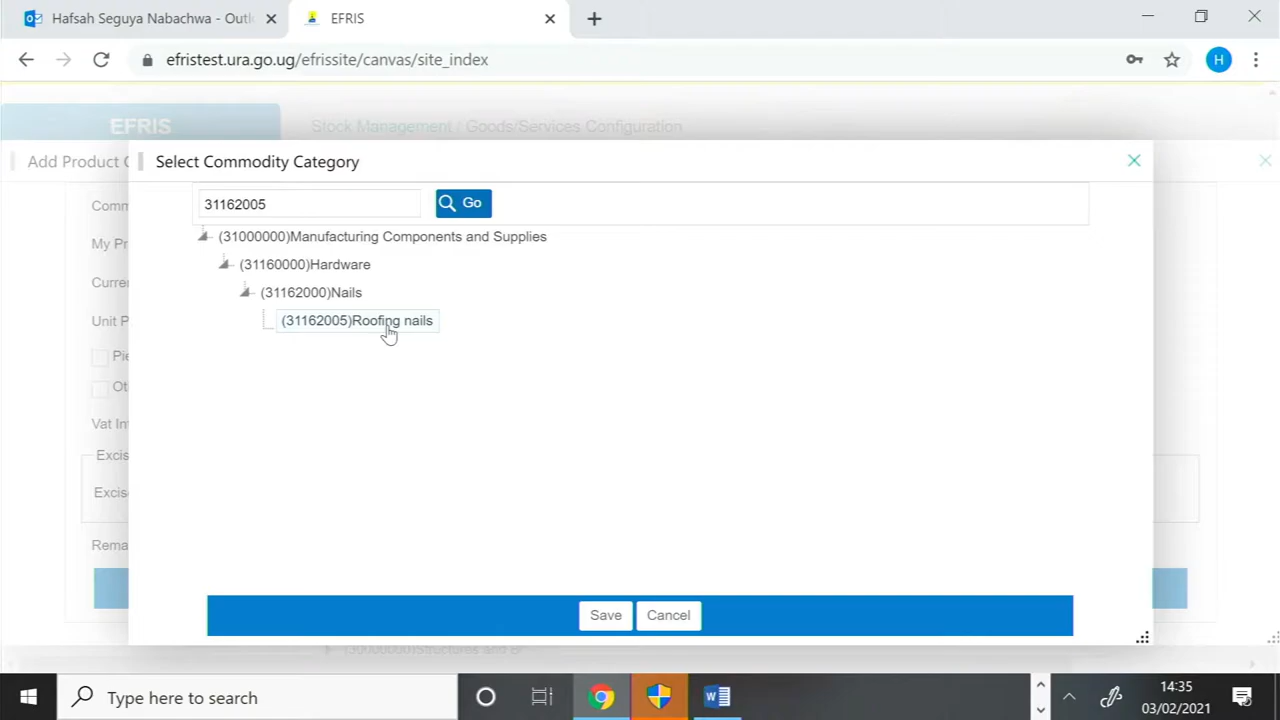 Hafsah Seguya Nabachwa - Outl
EFRIS
efristest.ura.go.ug/efrissite/canvas/site_index
H
EFRIS
Stock Management / Goods/Services Configuration
Add Product
Select Commodity Category
31162005
Go
(31000000)Manufacturing Components and Supplies
(31160000)Hardware
(31162000)Nails
(31162005)Roofing nails
Comm
My Pr
Curre
Unit P
Pie
Ot
Vat In
Excis
Excis
Rema
Save
Cancel
(30000000)Structures and B
Type here to search
14:35
03/02/2021